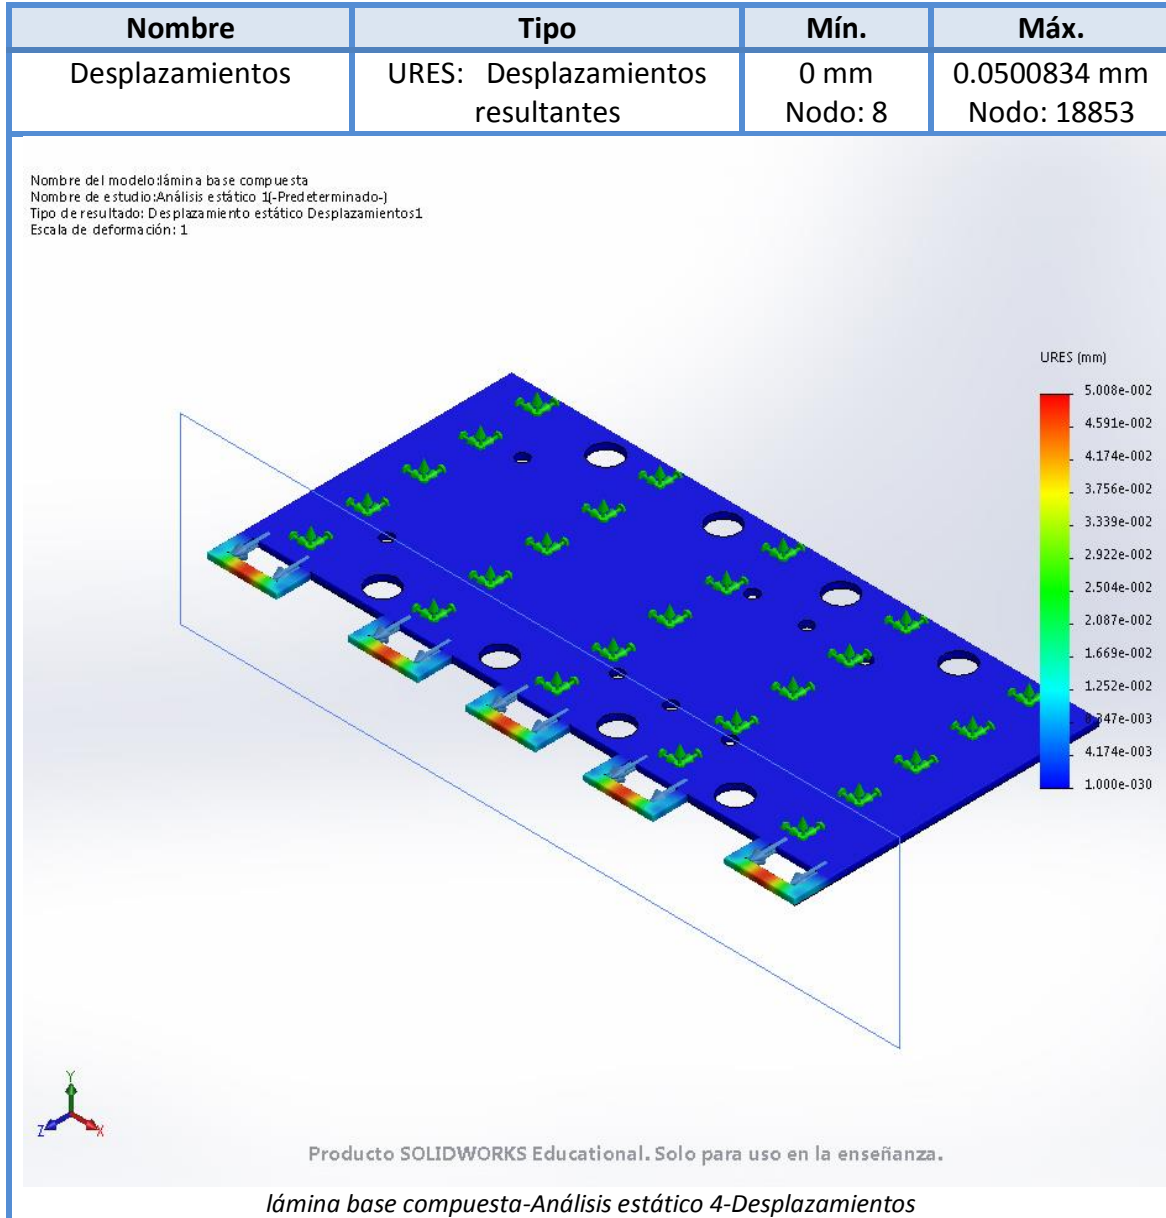 Nombre Tipo Mín. Máx.
Desplazamientos URES: Desplazamientos resultantes 0 mm Nodo: 8 0.0500834 mm Nodo: 18853
Nombre del modelo:lámina base compuesta
Nombre de estudio:Análisis estático 1(-Predeterminado-)
Tipo de resultado: Desplazamiento estático Desplazamientos1
Escala de deformación: 1
URES (mm)
5.008e-002
4.591e-002
4.174e-002
3.756e-002
3.339e-002
2.922e-002
2.504e-002
2.087e-002
1.669e-002
1.252e-002
.347e-003
4.174e-003
1.000e-030
Y
Z X
Producto SOLIDWORKS Educational. Solo para uso en la enseñanza.
lámina base compuesta-Análisis estático 4-Desplazamientos